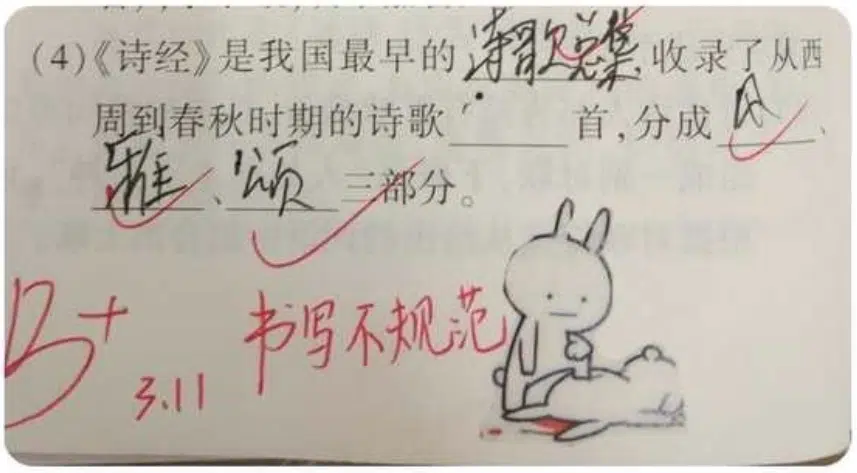 (4)《诗经》是我国最早的 诗歌总集,收录了从西
周到春秋时期的诗歌______首,分成 风 、
雅 、 颂 三部分。
B+ 3.11 书写不规范